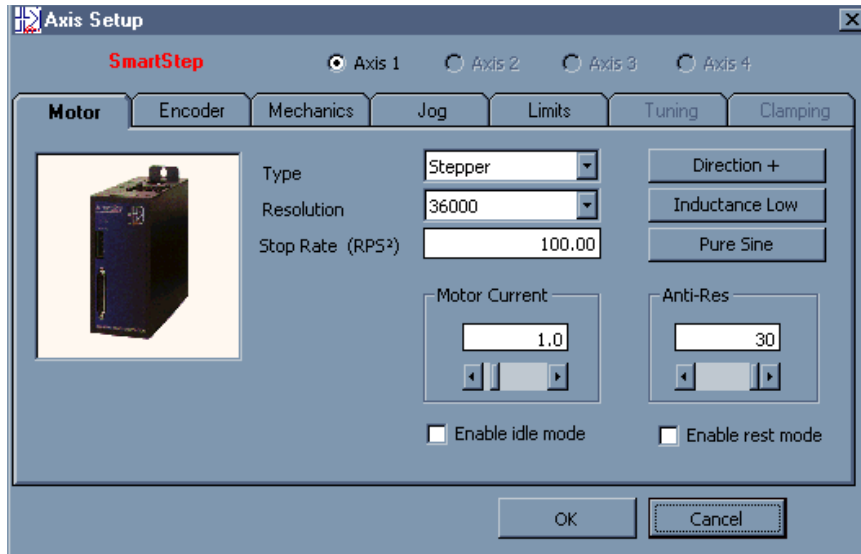 Axis Setup
SmartStep
Axis 1
Axis 2
Axis 3
Axis 4
Motor
Encoder
Mechanics
Jog
Limits
Tuning
Clamping
Type
Stepper
Direction +
Resolution
36000
Inductance Low
Stop Rate (RPS²)
100.00
Pure Sine
Motor Current
Anti-Res
1.0
30
Enable idle mode
Enable rest mode
OK
Cancel